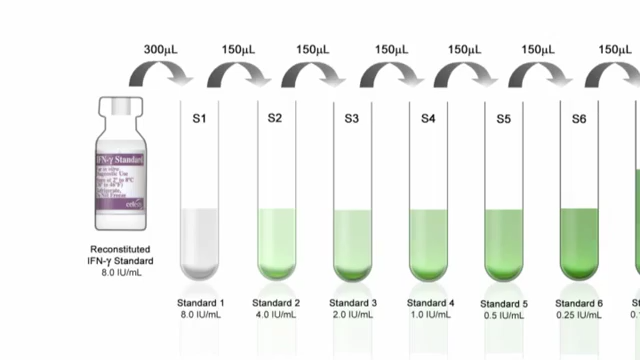 300µL 150µL 150µL 150µL 150µL 150µL 150µL
S1 S2 S3 S4 S5 S6
IFN-γ Standard
Reconstituted
IFN-γ Standard
8.0 IU/mL
Standard 1 Standard 2 Standard 3 Standard 4 Standard 5 Standard 6
8.0 IU/mL 4.0 IU/mL 2.0 IU/mL 1.0 IU/mL 0.5 IU/mL 0.25 IU/mL